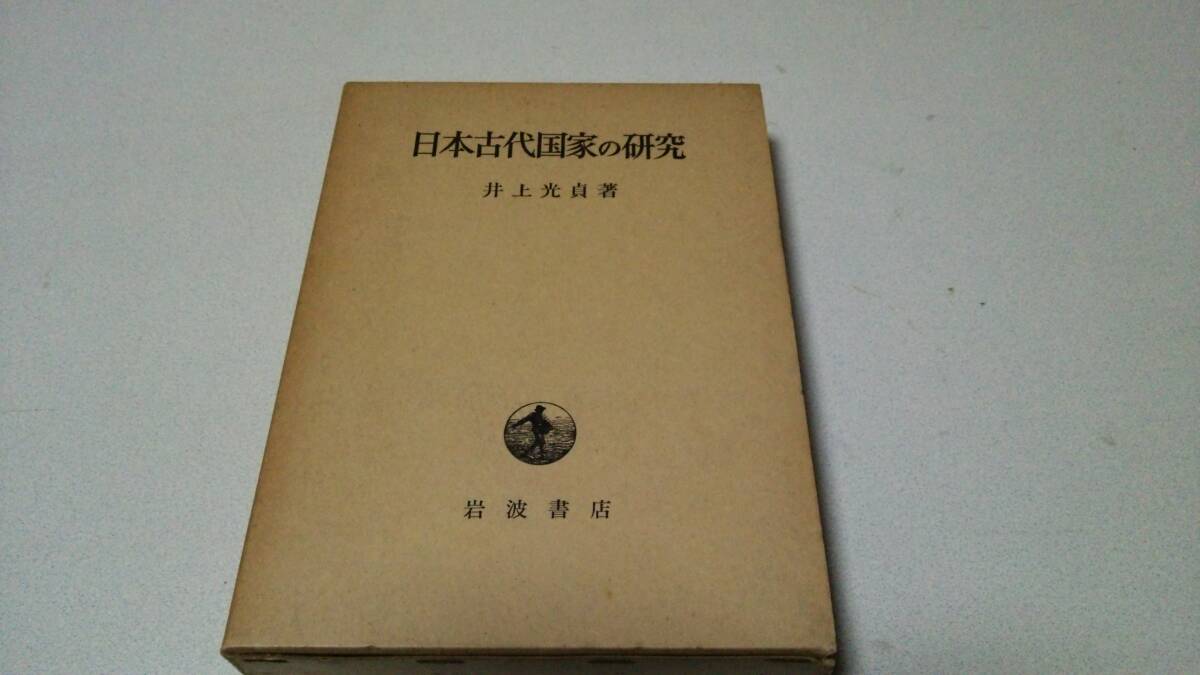 日本古代国家の研究
井上光貞著
岩波書店